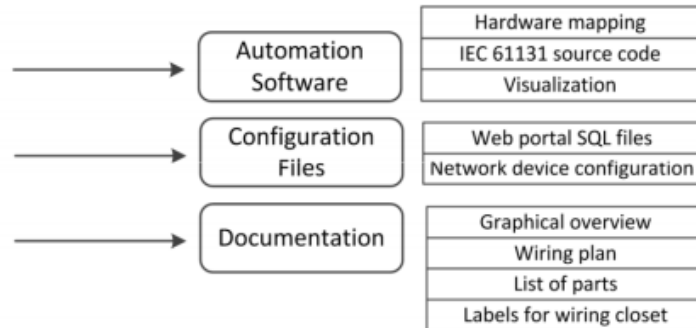 Automation
Software
Hardware mapping
IEC 61131 source code
Visualization
Configuration
Files
Web portal SQL files
Network device configuration
Documentation
Graphical overview
Wiring plan
List of parts
Labels for wiring closet